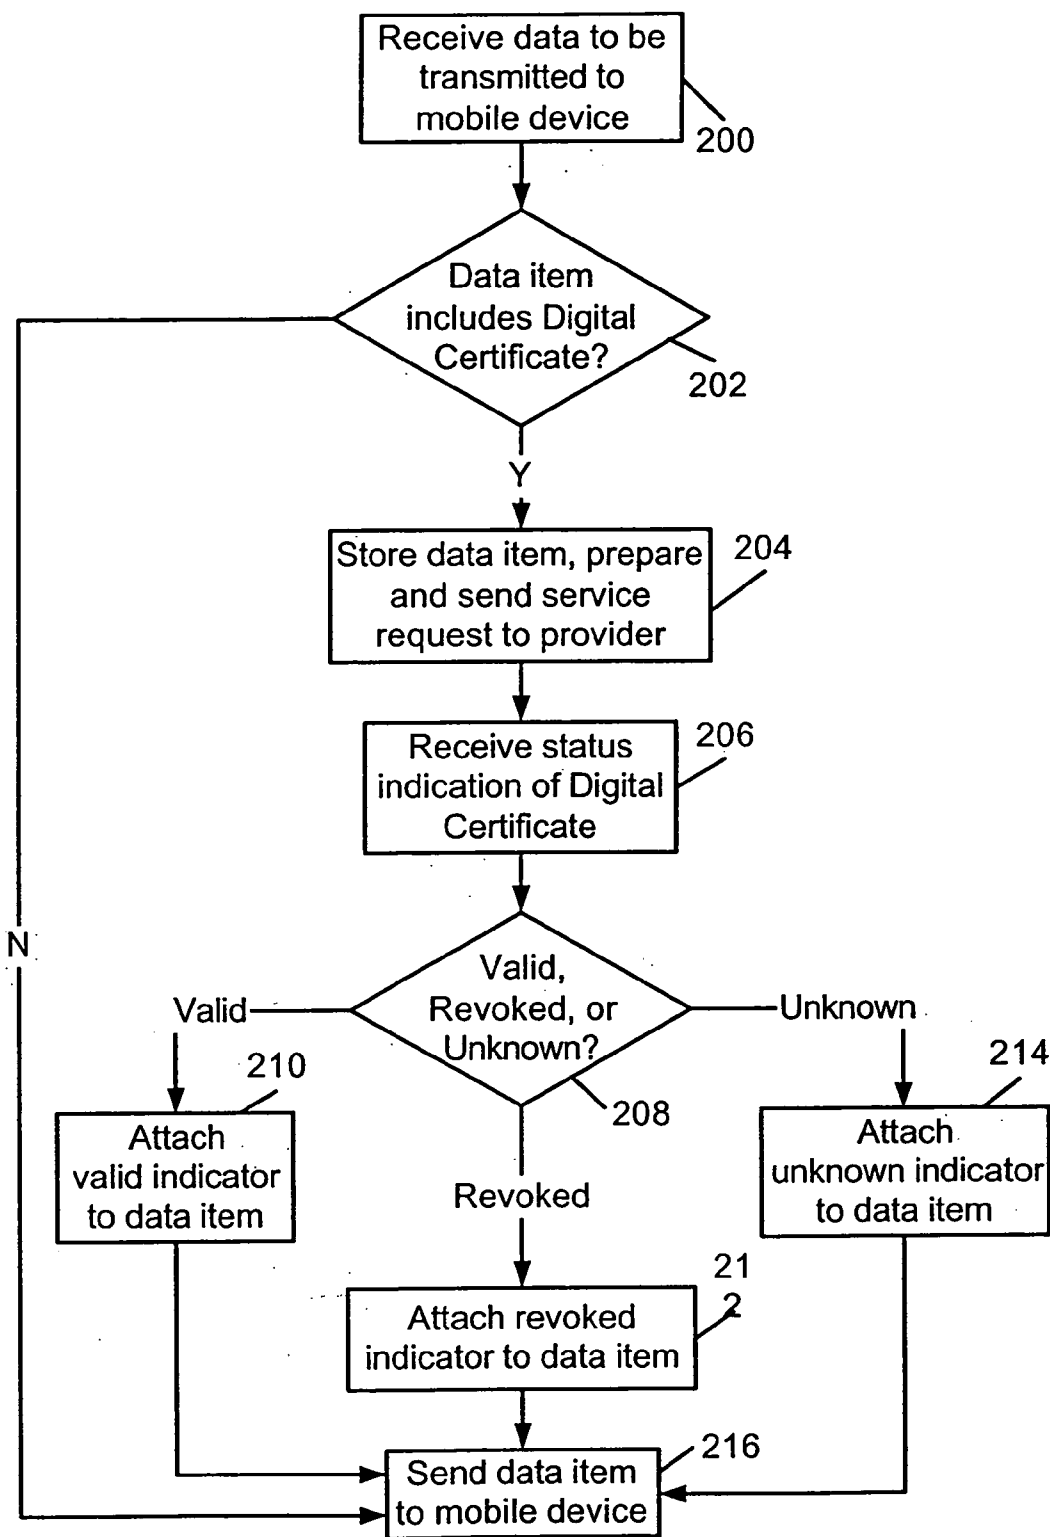 Receive data to be
transmitted to
mobile device
200
Data item
includes Digital
Certificate?
202
Y
Store data item, prepare
and send service
request to provider
204
Receive status
indication of Digital
Certificate
206
N
Valid,
Revoked, or
Unknown?
208
Valid
Unknown
210
Attach
valid indicator
to data item
214
Attach
unknown indicator
to data item
Revoked
21
2
Attach revoked
indicator to data item
216
Send data item
to mobile device